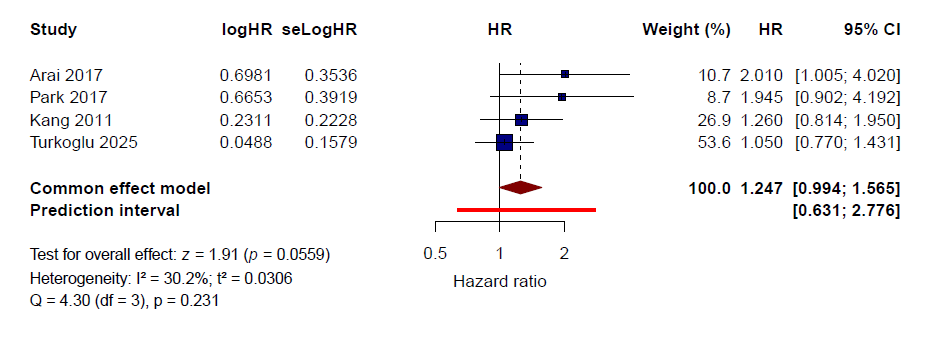 Study logHR seLogHR HR Weight (%) HR 95% CI
Arai 2017 0.6981 0.3536 10.7 2.010 [1.005; 4.020]
Park 2017 0.6653 0.3919 8.7 1.945 [0.902; 4.192]
Kang 2011 0.2311 0.2228 26.9 1.260 [0.814; 1.950]
Turkoglu 2025 0.0488 0.1579 53.6 1.050 [0.770; 1.431]
Common effect model 100.0 1.247 [0.994; 1.565]
Prediction interval [0.631; 2.776]
0.5 1 2
Test for overall effect: z = 1.91 (p = 0.0559)
Heterogeneity: I² = 30.2%; t² = 0.0306
Hazard ratio
Q = 4.30 (df = 3), p = 0.231